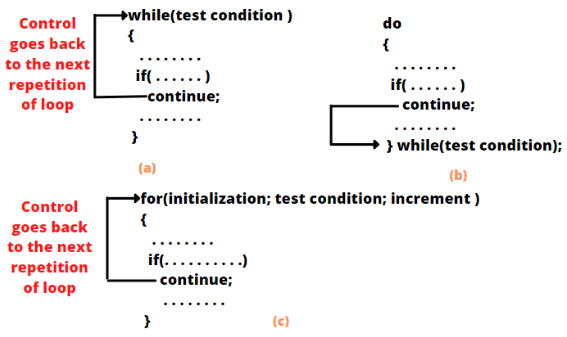 Control
goes back
to the next
repetition
of loop
while(test condition )
{
. . . . . . . .
if( . . . . . . )
continue;
. . . . . . . .
}
(a)
do
{
. . . . . . . .
if( . . . . . . )
continue;
. . . . . . . .
} while(test condition);
(b)
Control
goes back
to the next
repetition
of loop
for(initialization; test condition; increment )
{
. . . . . . . .
if(. . . . . . . . . .)
continue;
. . . . . . . .
}
(c)